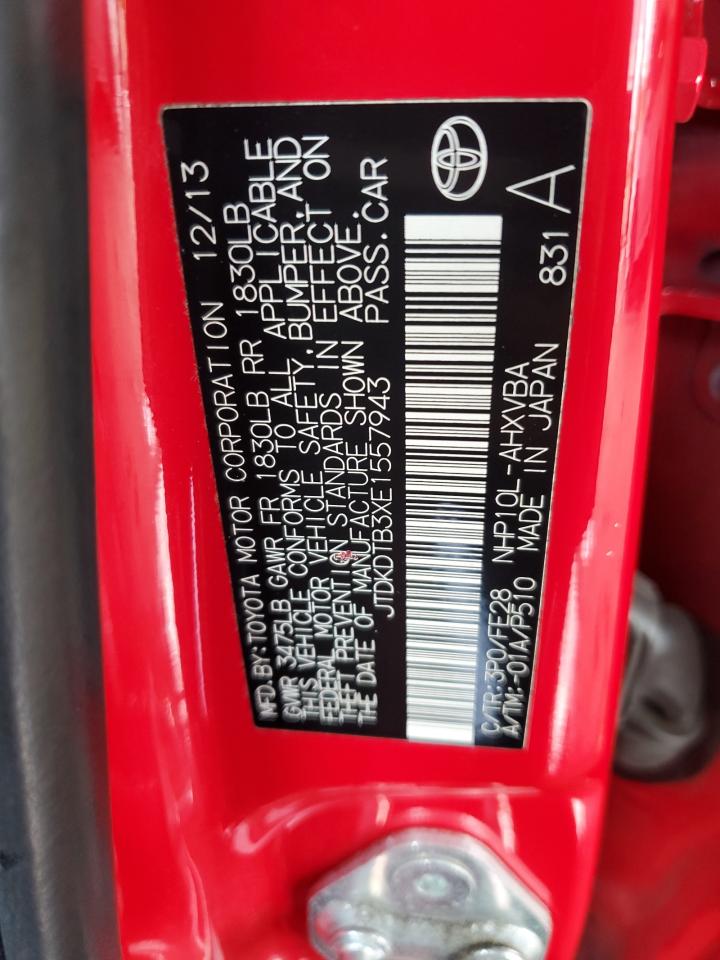 MFD.BY:TOYOTA MOTOR CORPORATION 12/13
GVWR 3475LB GAWR FR 1830LB RR 1830LB
THIS VEHICLE CONFORMS TO ALL APPLICABLE
FEDERAL MOTOR VEHICLE SAFETY,BUMPER,AND
THEFT PREVENTION STANDARDS IN EFFECT ON
THE DATE OF MANUFACTURE SHOWN ABOVE.
JTDKDTB3XE1557943 PASS.CAR
C/TR:3P0/FE28 NHP10L-AHXVBA 831 A
A/TM:-01A/P510 MADE IN JAPAN